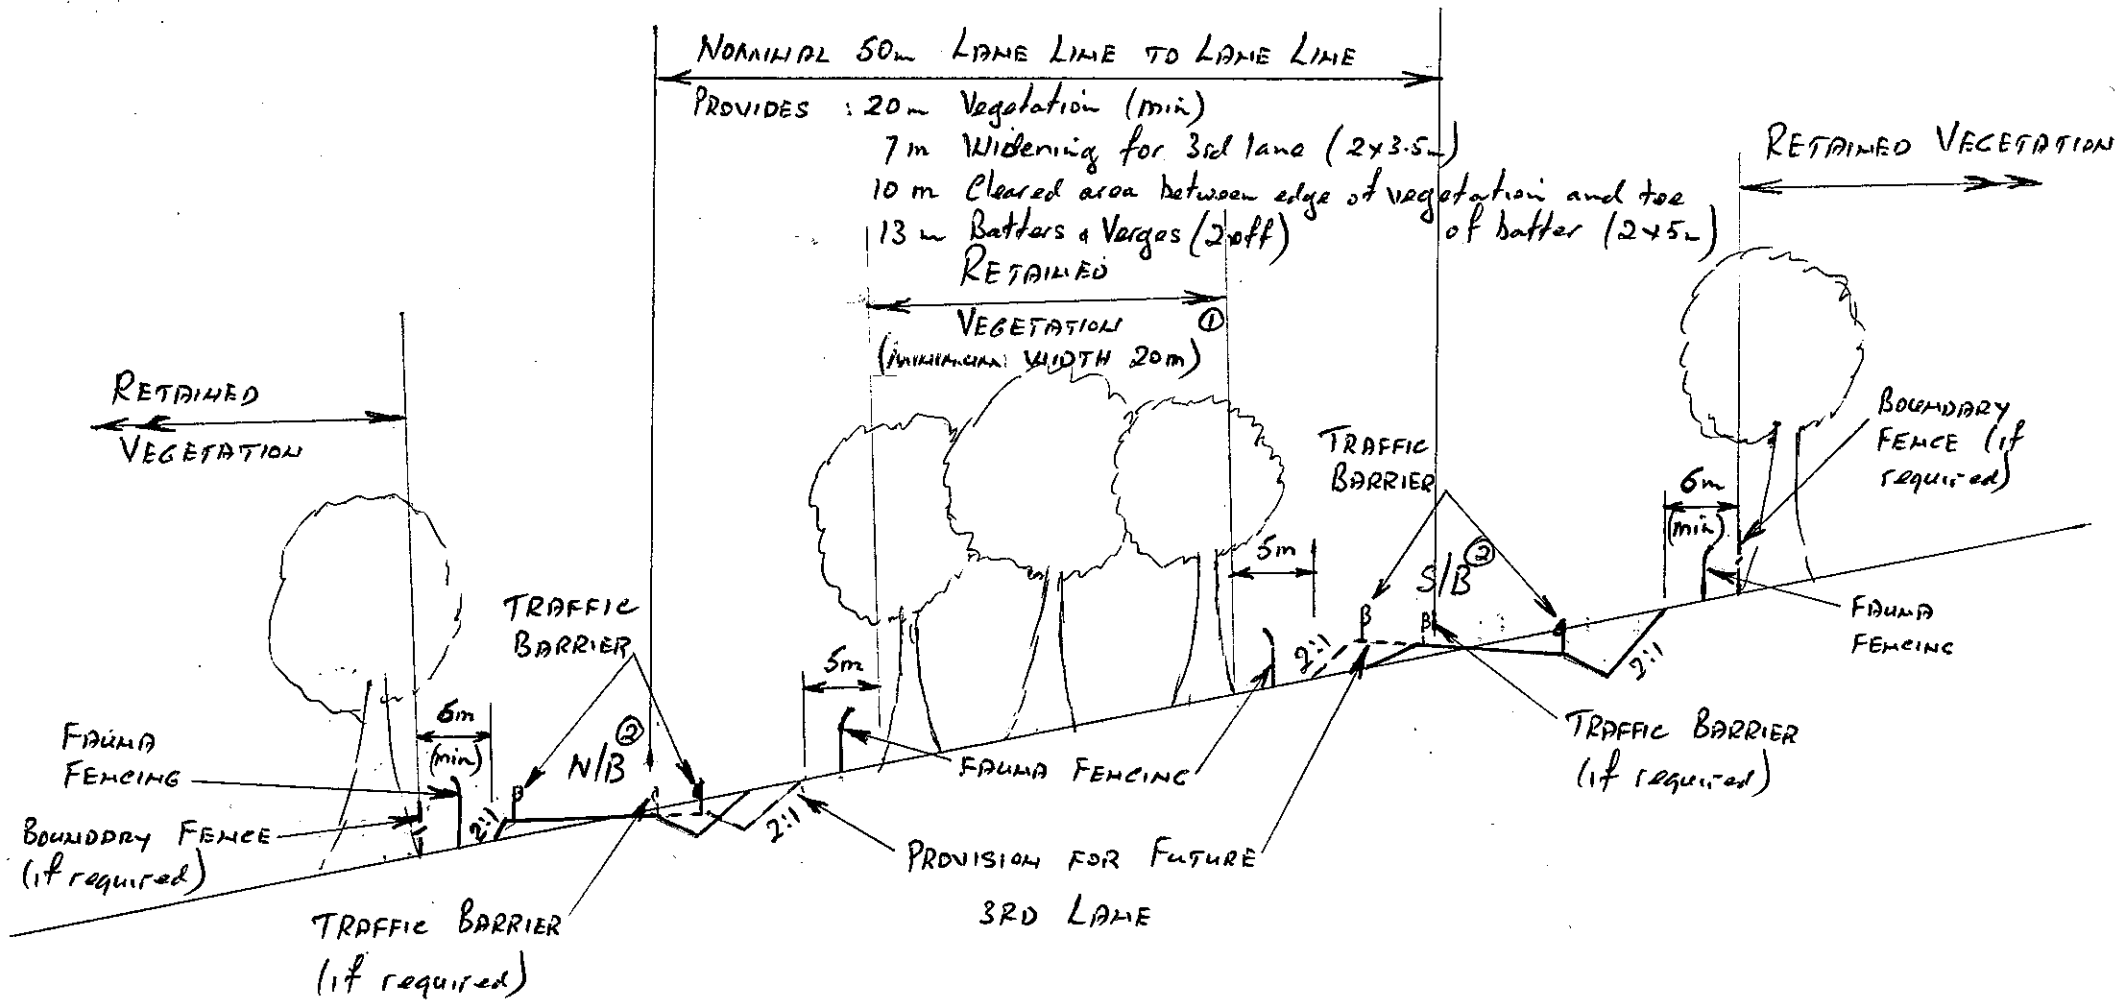 NOMINAL 50m LANE LINE TO LANE LINE
PROVIDES : 20m Vegetation (min)
7m Widening for 3rd lane (2x3.5m)
10m Cleared area between edge of vegetation and toe
of batter (2x5m)
13m Batters & Verges (2 off)
RETAINED
VEGETATION ①
(MINIMUM WIDTH 20m)
RETAINED VEGETATION
RETAINED
VEGETATION
BOUNDARY
FENCE (if
required)
TRAFFIC
BARRIER
6m
(min)
5m
S/B ②
2:1
2:1
FAUNA
FENCING
TRAFFIC
BARRIER
5m
6m
(min)
N/B ②
2:1
2:1
FAUNA
FENCING
FAUNA FENCING
TRAFFIC BARRIER
(if required)
BOUNDARY FENCE
(if required)
PROVISION FOR FUTURE
3RD LANE
TRAFFIC BARRIER
(if required)